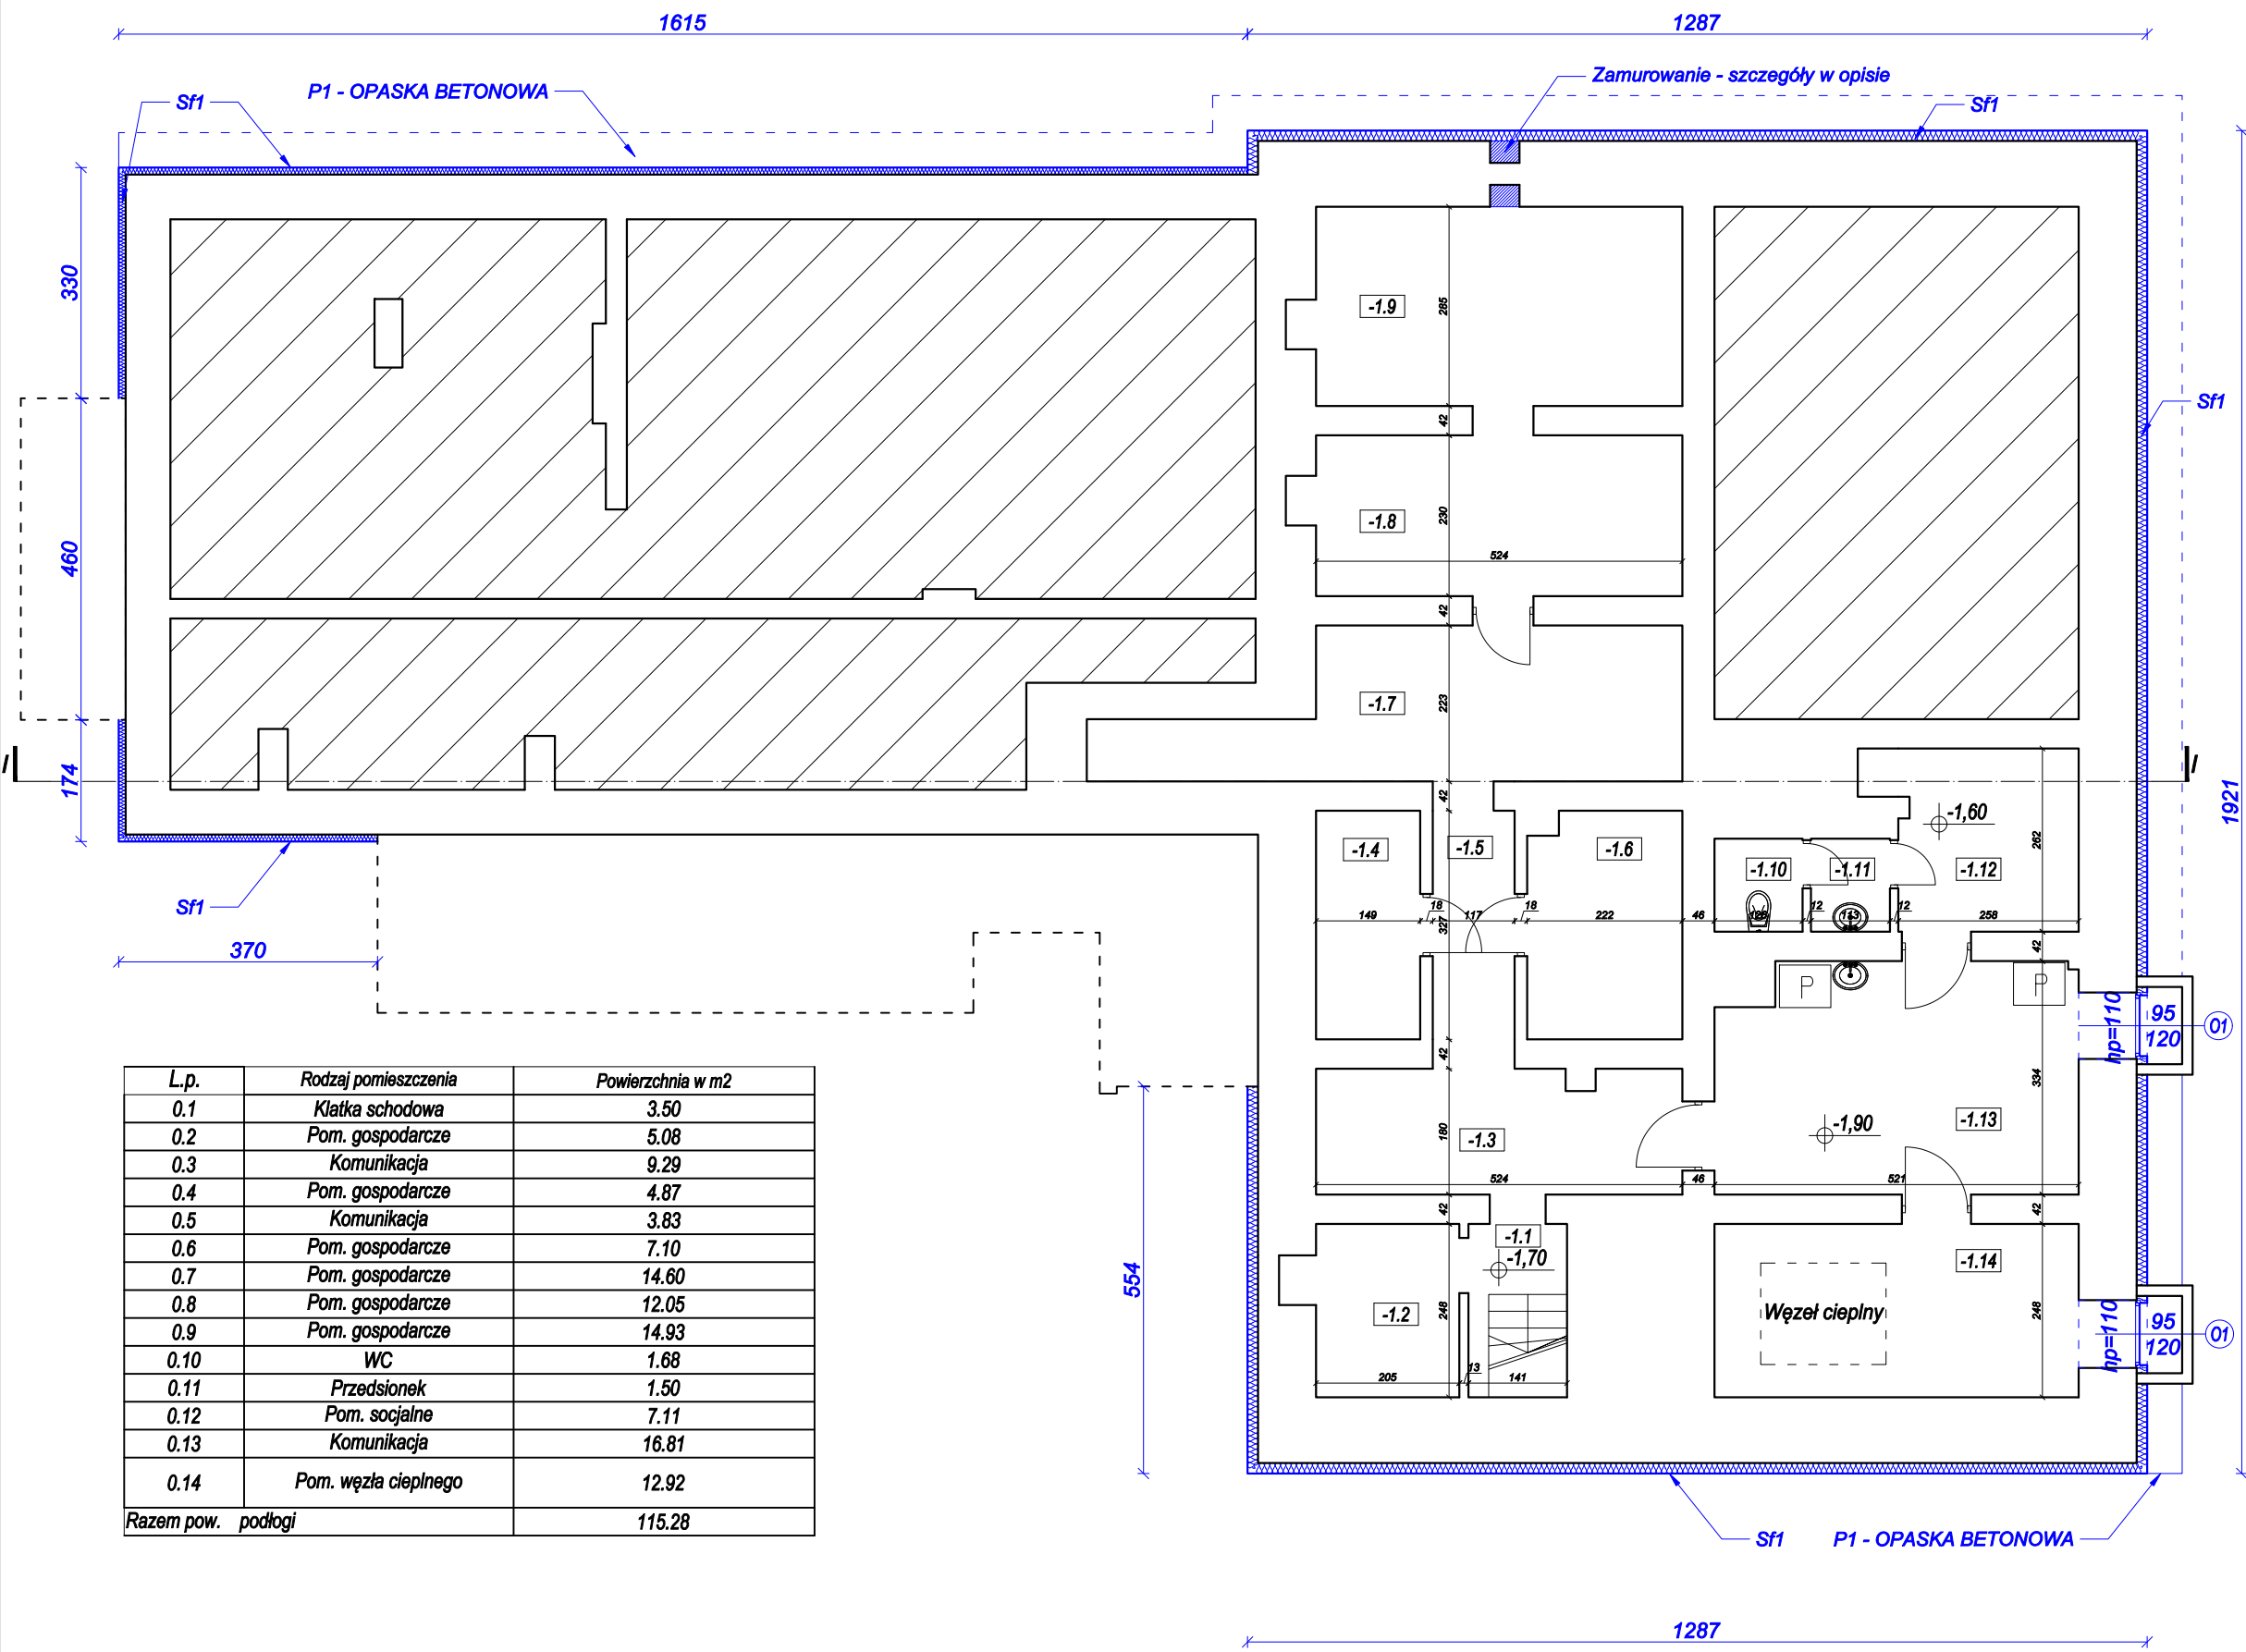 1615
1287
Zamurowanie - szczegóły w opisie
P1 - OPASKA BETONOWA
Sf1
Sf1
330
-1.9
285
Sf1
42
460
-1.8
230
524
42
-1.7
223
I
I
174
42
-1,60
1921
-1.4
-1.5
-1.6
262
-1.10
-1.11
-1.12
Sf1
149
18
327
117
18
222
46
12
113
12
258
370
42
P
P
hp=110
95
120
O1
42
334
-1.3
180
-1,90
-1.13
524
46
521
42
42
-1.1
-1,70
-1.14
554
-1.2
248
Węzeł cieplny
248
hp=110
95
120
O1
205
13
141
L.p. Rodzaj pomieszczenia Powierzchnia w m2
0.1 Klatka schodowa 3.50
0.2 Pom. gospodarcze 5.08
0.3 Komunikacja 9.29
0.4 Pom. gospodarcze 4.87
0.5 Komunikacja 3.83
0.6 Pom. gospodarcze 7.10
0.7 Pom. gospodarcze 14.60
0.8 Pom. gospodarcze 12.05
0.9 Pom. gospodarcze 14.93
0.10 WC 1.68
0.11 Przedsionek 1.50
0.12 Pom. socjalne 7.11
0.13 Komunikacja 16.81
0.14 Pom. węzła cieplnego 12.92
Razem pow. podłogi 115.28
Sf1
P1 - OPASKA BETONOWA
1287